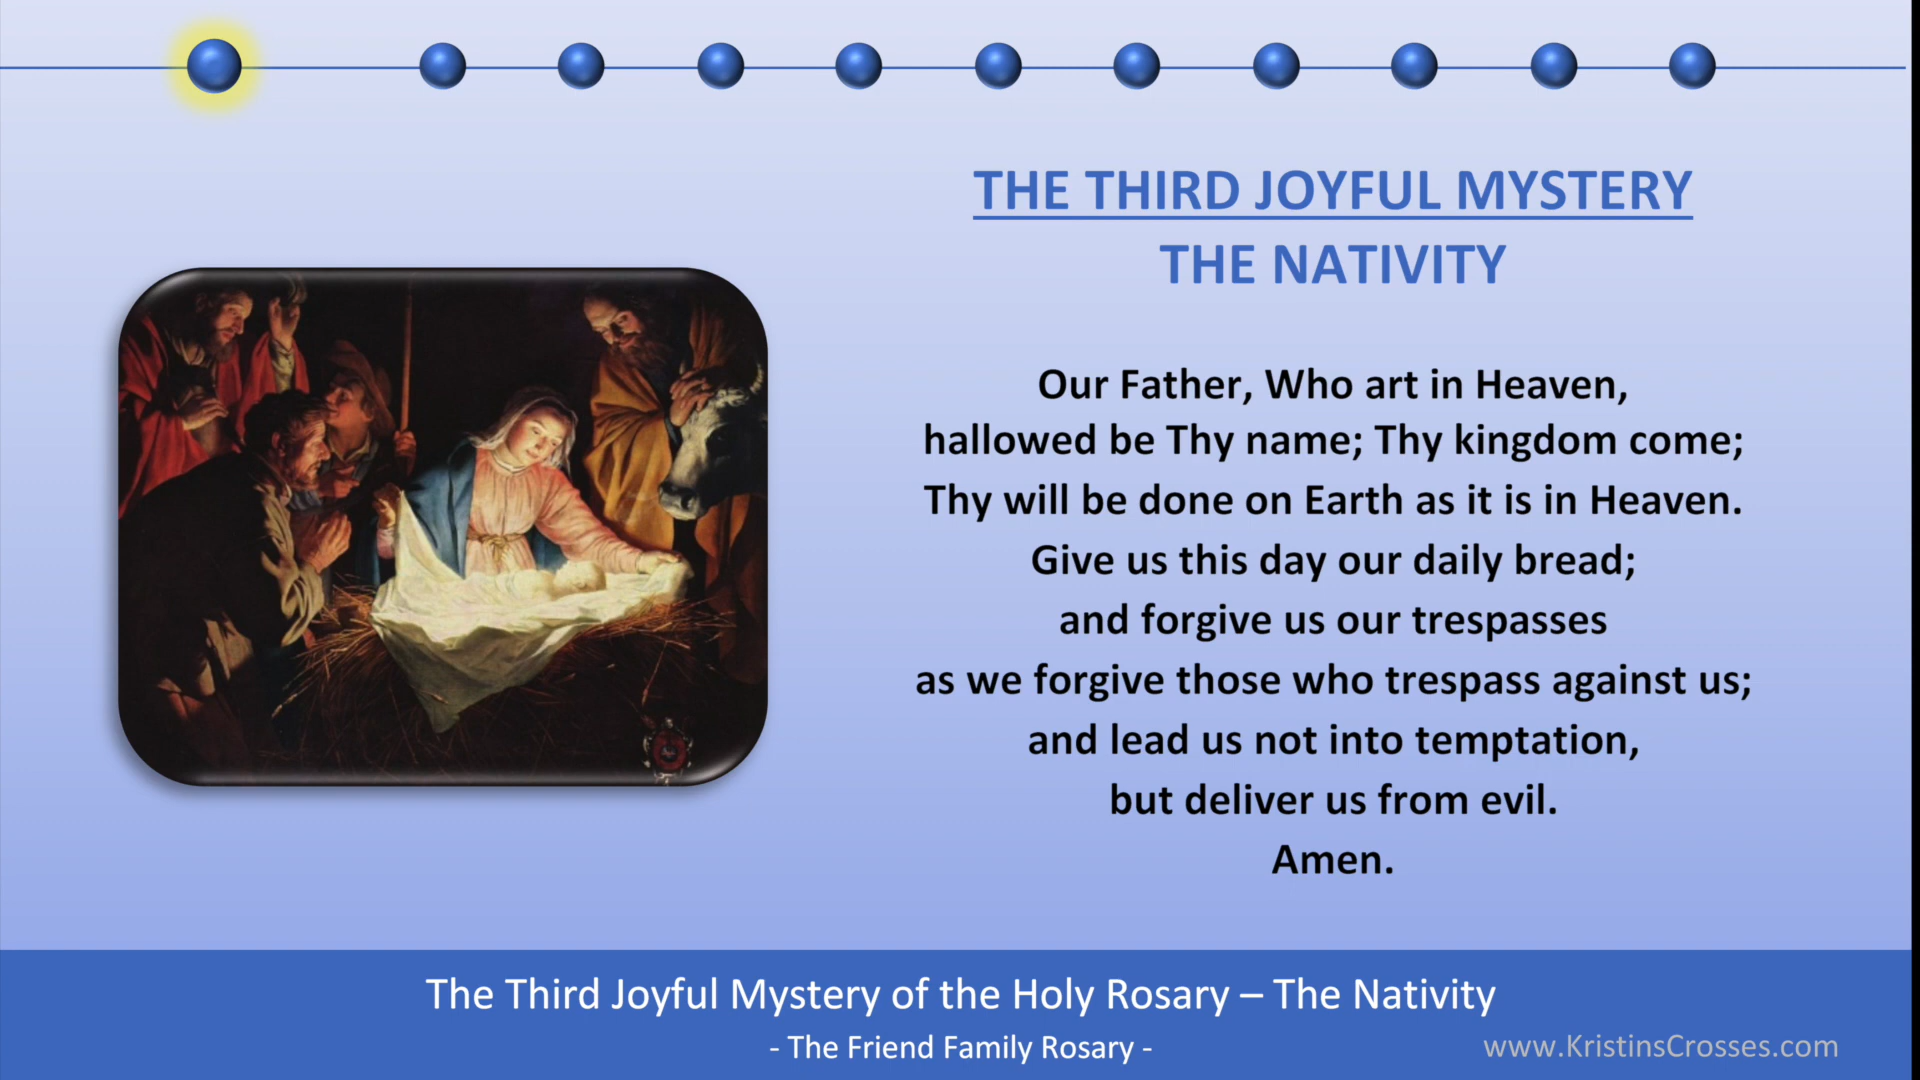 THE THIRD JOYFUL MYSTERY
THE NATIVITY
Our Father, Who art in Heaven,
hallowed be Thy name; Thy kingdom come;
Thy will be done on Earth as it is in Heaven.
Give us this day our daily bread;
and forgive us our trespasses
as we forgive those who trespass against us;
and lead us not into temptation,
but deliver us from evil.
Amen.
The Third Joyful Mystery of the Holy Rosary – The Nativity
- The Friend Family Rosary -
www.KristinsCrosses.com